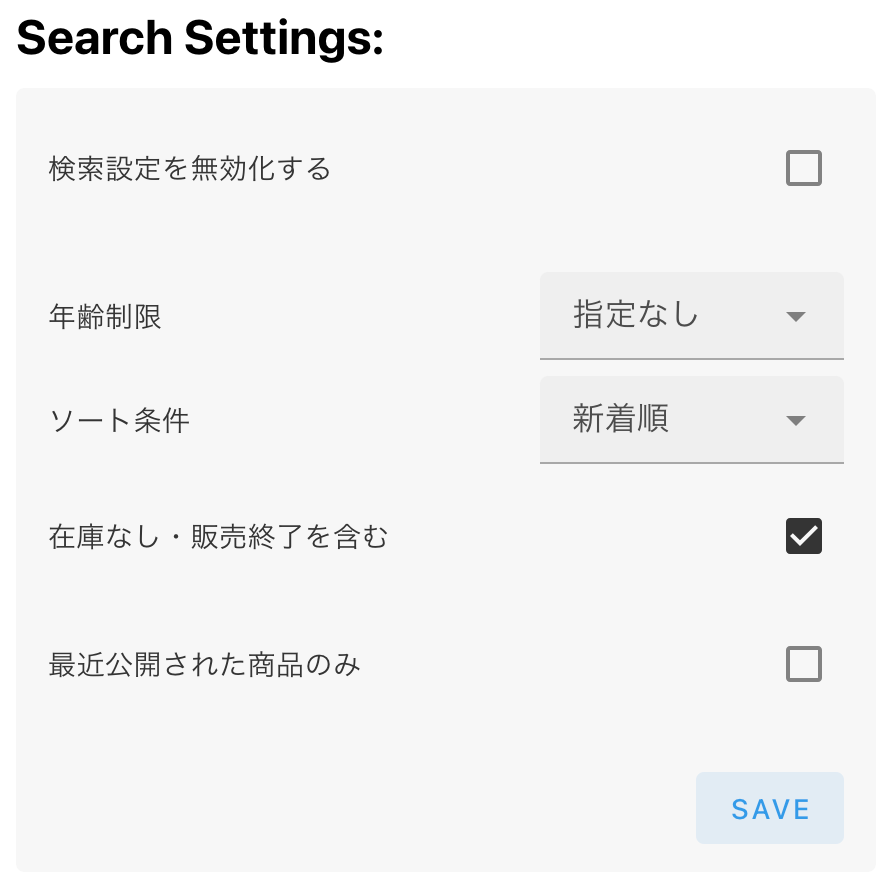 Search Settings:
検索設定を無効化する
年齢制限
指定なし
ソート条件
新着順
在庫なし・販売終了を含む
最近公開された商品のみ
SAVE